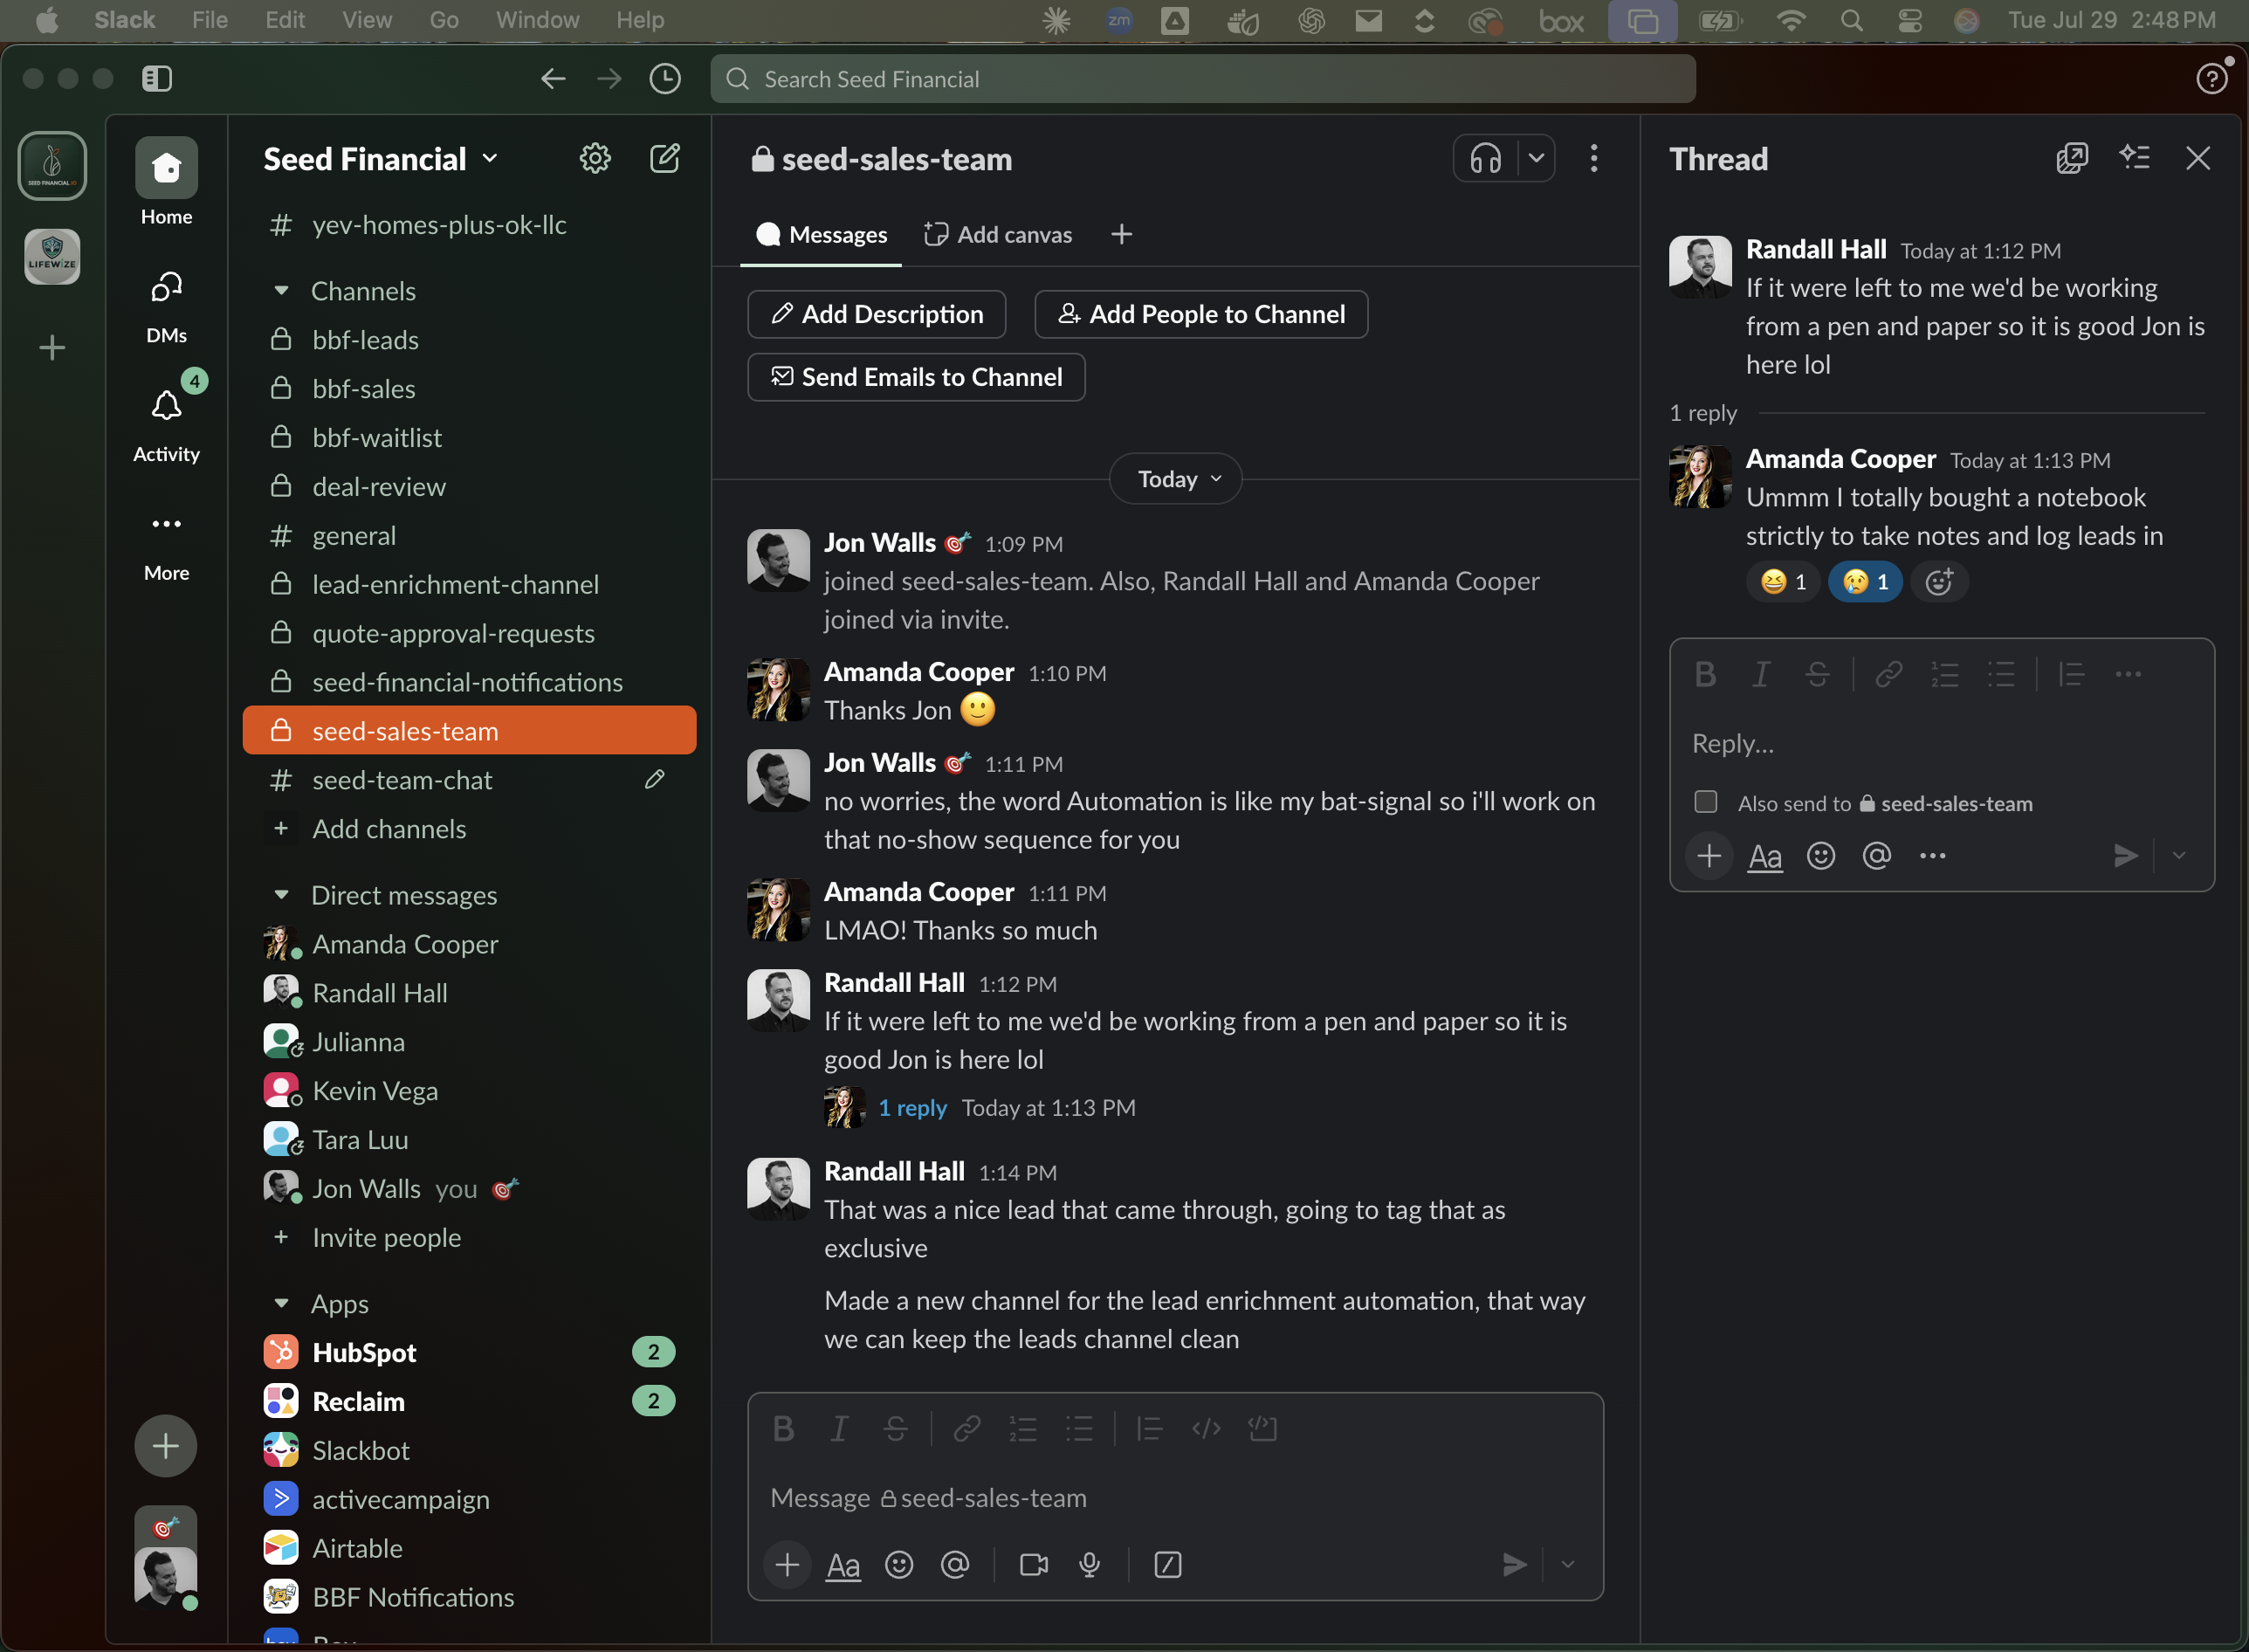 Slack File Edit View Go Window Help
zm
box
Tue Jul 29 2:48 PM
Search Seed Financial
SEED FINANCIAL
LIFEWIZE
Home
DMs
4
Activity
More
Seed Financial
# yev-homes-plus-ok-llc
Channels
bbf-leads
bbf-sales
bbf-waitlist
deal-review
# general
lead-enrichment-channel
quote-approval-requests
seed-financial-notifications
seed-sales-team
# seed-team-chat
+ Add channels
Direct messages
Amanda Cooper
Randall Hall
Julianna
Kevin Vega
Tara Luu
Jon Walls you
+ Invite people
Apps
HubSpot 2
Reclaim 2
Slackbot
activecampaign
Airtable
BBF Notifications
seed-sales-team
Messages
Add canvas
Add Description
Add People to Channel
Send Emails to Channel
Today
Jon Walls 🎯 1:09 PM
joined seed-sales-team. Also, Randall Hall and Amanda Cooper
joined via invite.
Amanda Cooper 1:10 PM
Thanks Jon 🙂
Jon Walls 🎯 1:11 PM
no worries, the word Automation is like my bat-signal so i'll work on
that no-show sequence for you
Amanda Cooper 1:11 PM
LMAO! Thanks so much
Randall Hall 1:12 PM
If it were left to me we'd be working from a pen and paper so it is
good Jon is here lol
1 reply Today at 1:13 PM
Randall Hall 1:14 PM
That was a nice lead that came through, going to tag that as
exclusive
Made a new channel for the lead enrichment automation, that way
we can keep the leads channel clean
B I S
Message seed-sales-team
Aa
Thread
Randall Hall Today at 1:12 PM
If it were left to me we'd be working
from a pen and paper so it is good Jon is
here lol
1 reply
Amanda Cooper Today at 1:13 PM
Ummm I totally bought a notebook
strictly to take notes and log leads in
😆 1 😢 1
B I S
Reply...
Also send to seed-sales-team
Aa